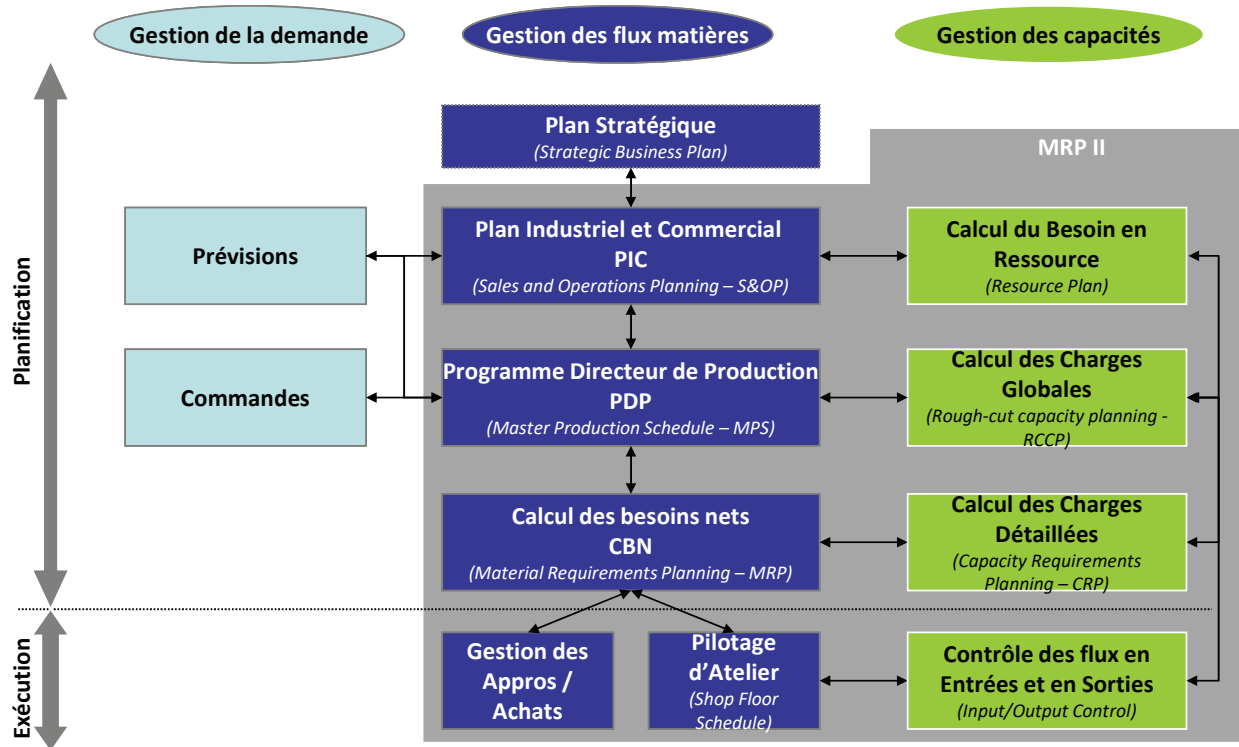 Gestion de la demande
Gestion des flux matières
Gestion des capacités
Planification
Plan Stratégique
(Strategic Business Plan)
MRP II
Prévisions
Plan Industriel et Commercial
PIC
(Sales and Operations Planning – S&OP)
Calcul du Besoin en
Ressource
(Resource Plan)
Commandes
Programme Directeur de Production
PDP
(Master Production Schedule – MPS)
Calcul des Charges
Globales
(Rough-cut capacity planning -
RCCP)
Calcul des besoins nets
CBN
(Material Requirements Planning – MRP)
Calcul des Charges
Détaillées
(Capacity Requirements
Planning – CRP)
Exécution
Gestion des
Appros /
Achats
Pilotage
d'Atelier
(Shop Floor
Schedule)
Contrôle des flux en
Entrées et en Sorties
(Input/Output Control)